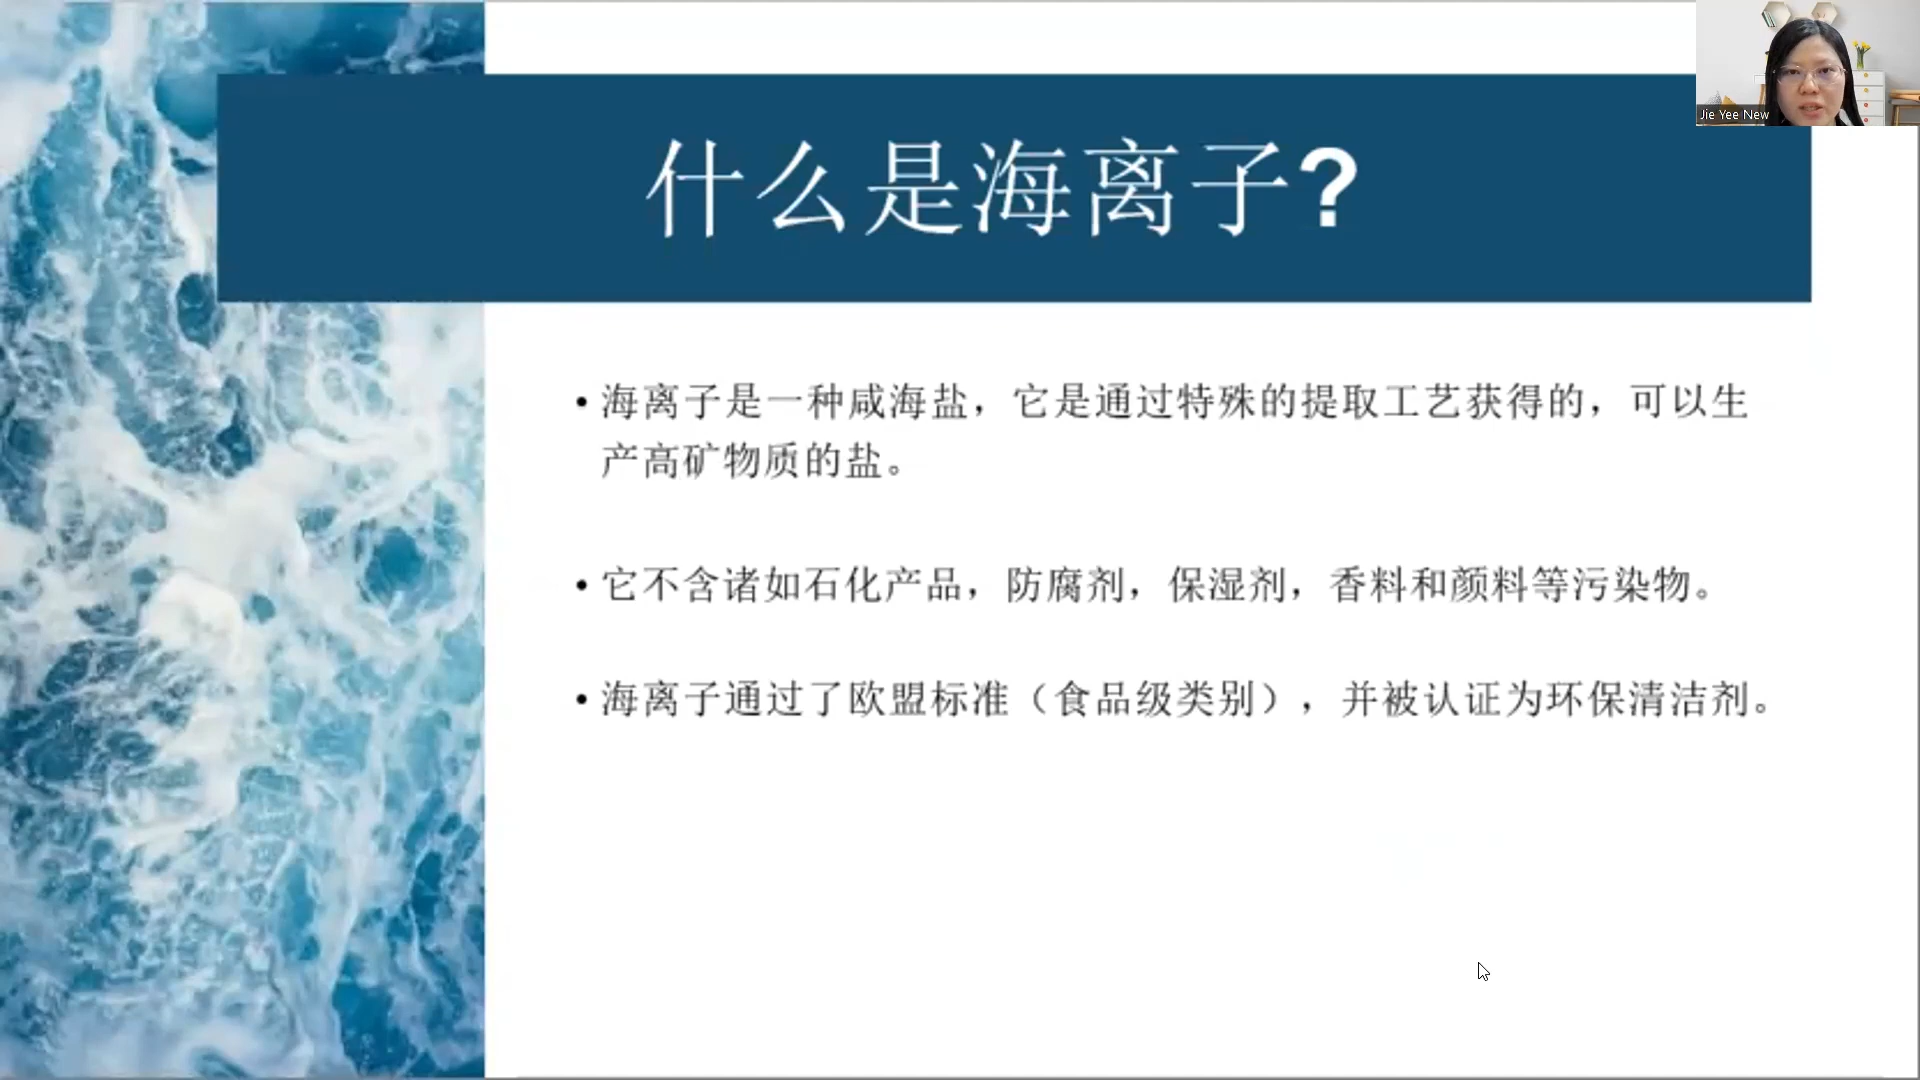 Jie Yee New
什么是海离子?
• 海离子是一种咸海盐，它是通过特殊的提取工艺获得的，可以生
产高矿物质的盐。
• 它不含诸如石化产品，防腐剂，保湿剂，香料和颜料等污染物。
• 海离子通过了欧盟标准（食品级类别），并被认证为环保清洁剂。